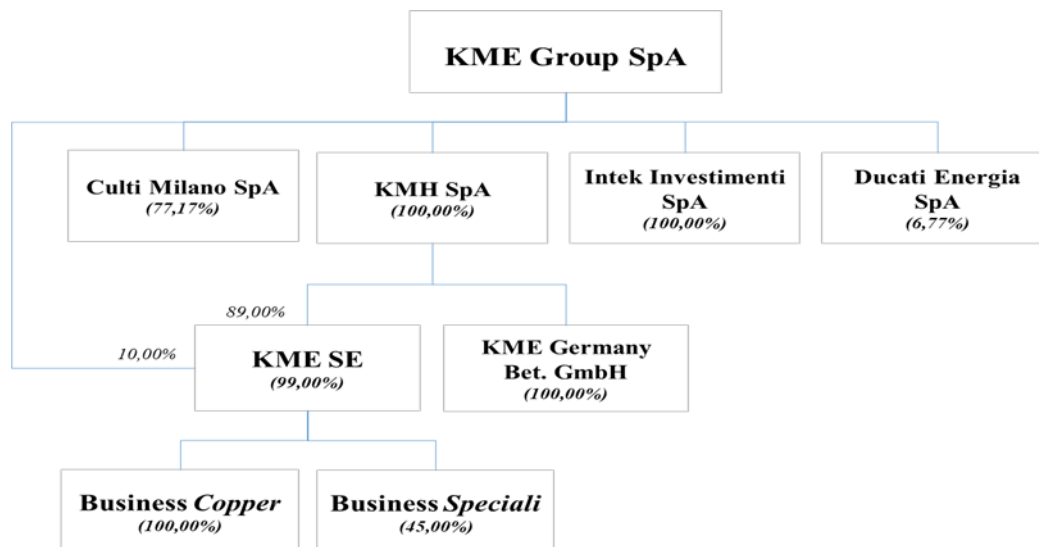 KME Group SpA
Culti Milano SpA
(77,17%)
KMH SpA
(100,00%)
Intek Investimenti
SpA
(100,00%)
Ducati Energia
SpA
(6,77%)
89,00%
10,00%
KME SE
(99,00%)
KME Germany
Bet. GmbH
(100,00%)
Business Copper
(100,00%)
Business Speciali
(45,00%)